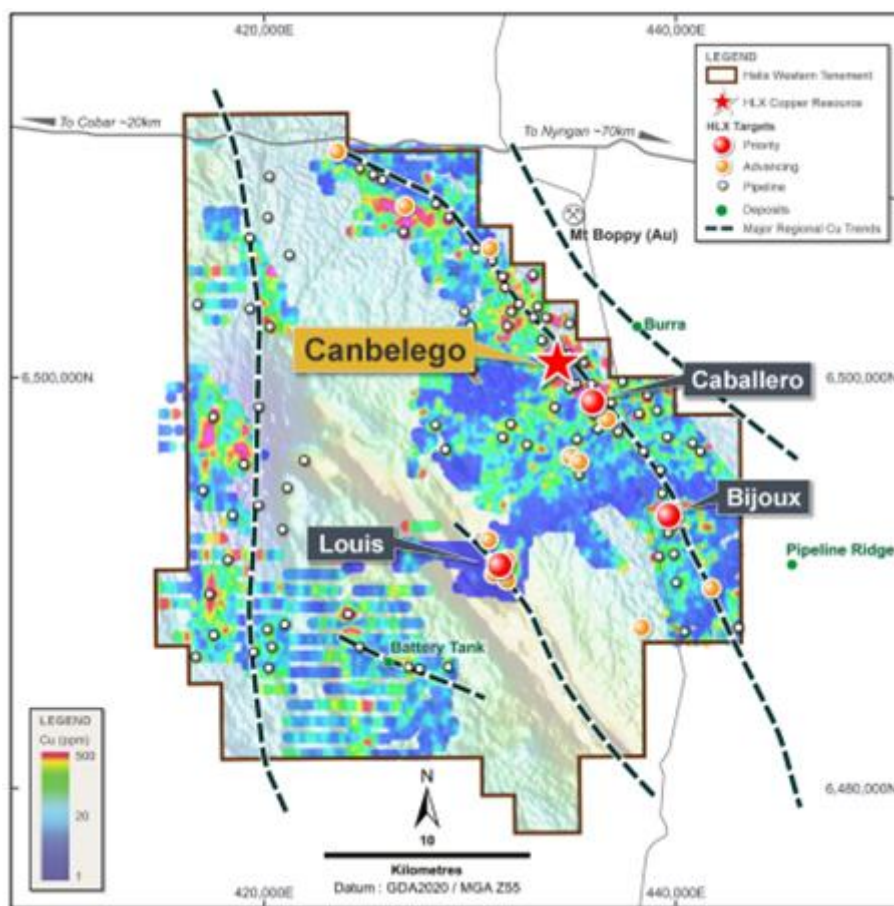 420,000E
440,000E
LEGEND
Helix Western Tenement
HLX Copper Resource
HLX Targets
Priority
Advancing
Pipeline
Deposits
Major Regional Cu Trends
To Cobar ~20km
To Nyngan ~70km
Mt Boppy (Au)
Burra
Canbelego
6,500,000N
6,500,000N
Caballero
Bijoux
Louis
Pipeline Ridge
Battery Tank
LEGEND
Cu (ppm)
500
20
1
N
6,480,000N
10
Kilometres
Datum : GDA2020 / MGA Z55
420,000E
440,000E